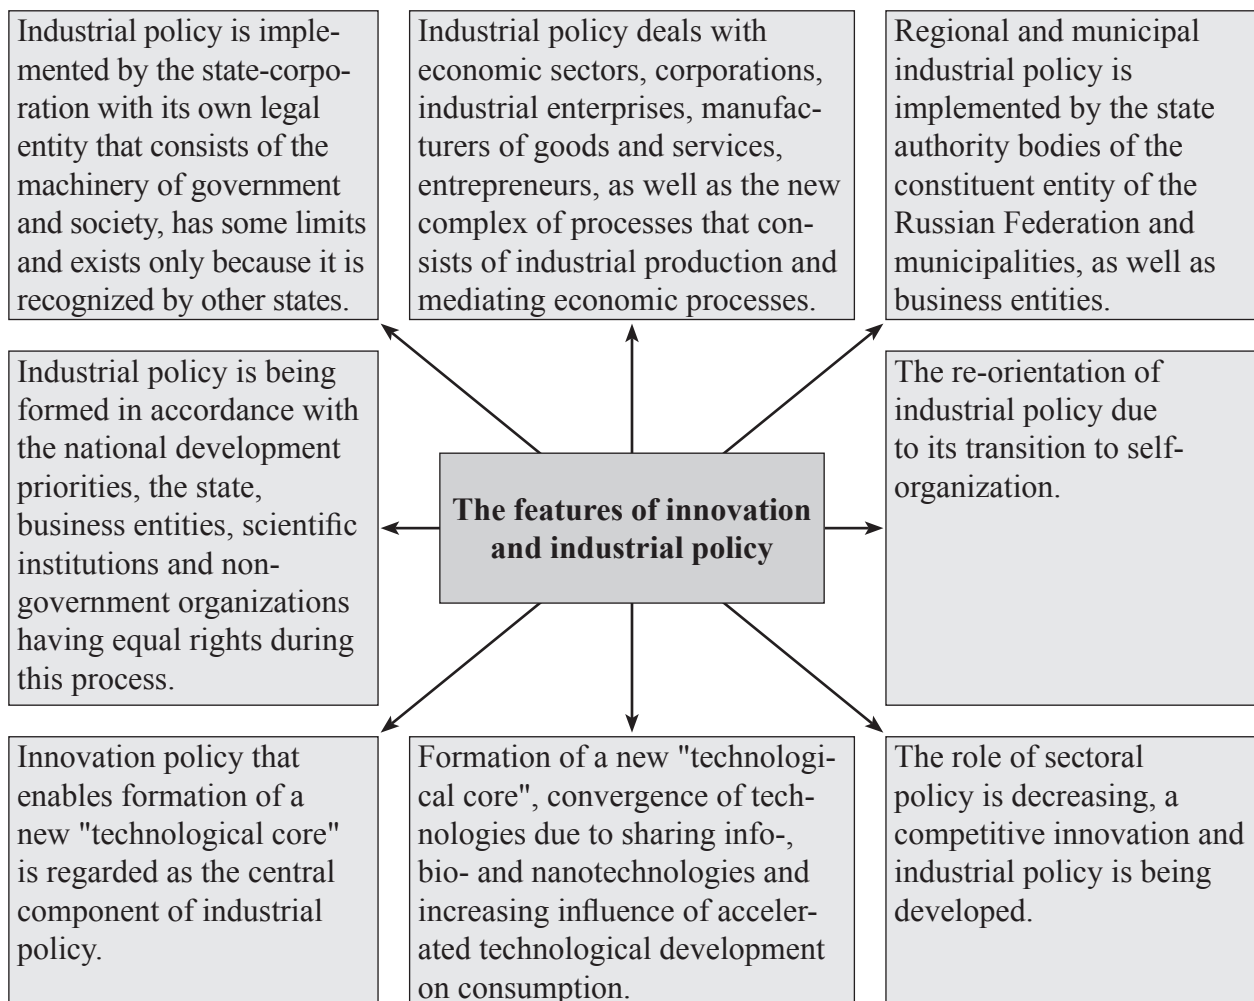 Industrial policy is imple-
mented by the state-corpo-
ration with its own legal
entity that consists of the
machinery of government
and society, has some limits
and exists only because it is
recognized by other states.
Industrial policy deals with
economic sectors, corporations,
industrial enterprises, manufac-
turers of goods and services,
entrepreneurs, as well as the new
complex of processes that con-
sists of industrial production and
mediating economic processes.
Regional and municipal
industrial policy is
implemented by the state
authority bodies of the
constituent entity of the
Russian Federation and
municipalities, as well as
business entities.
Industrial policy is being
formed in accordance with
the national development
priorities, the state,
business entities, scientific
institutions and non-
government organizations
having equal rights during
this process.
The features of innovation
and industrial policy
The re-orientation of
industrial policy due
to its transition to self-
organization.
Innovation policy that
enables formation of a
new "technological core"
is regarded as the central
component of industrial
policy.
Formation of a new "technologi-
cal core", convergence of tech-
nologies due to sharing info-,
bio- and nanotechnologies and
increasing influence of acceler-
ated technological development
on consumption.
The role of sectoral
policy is decreasing, a
competitive innovation and
industrial policy is being
developed.